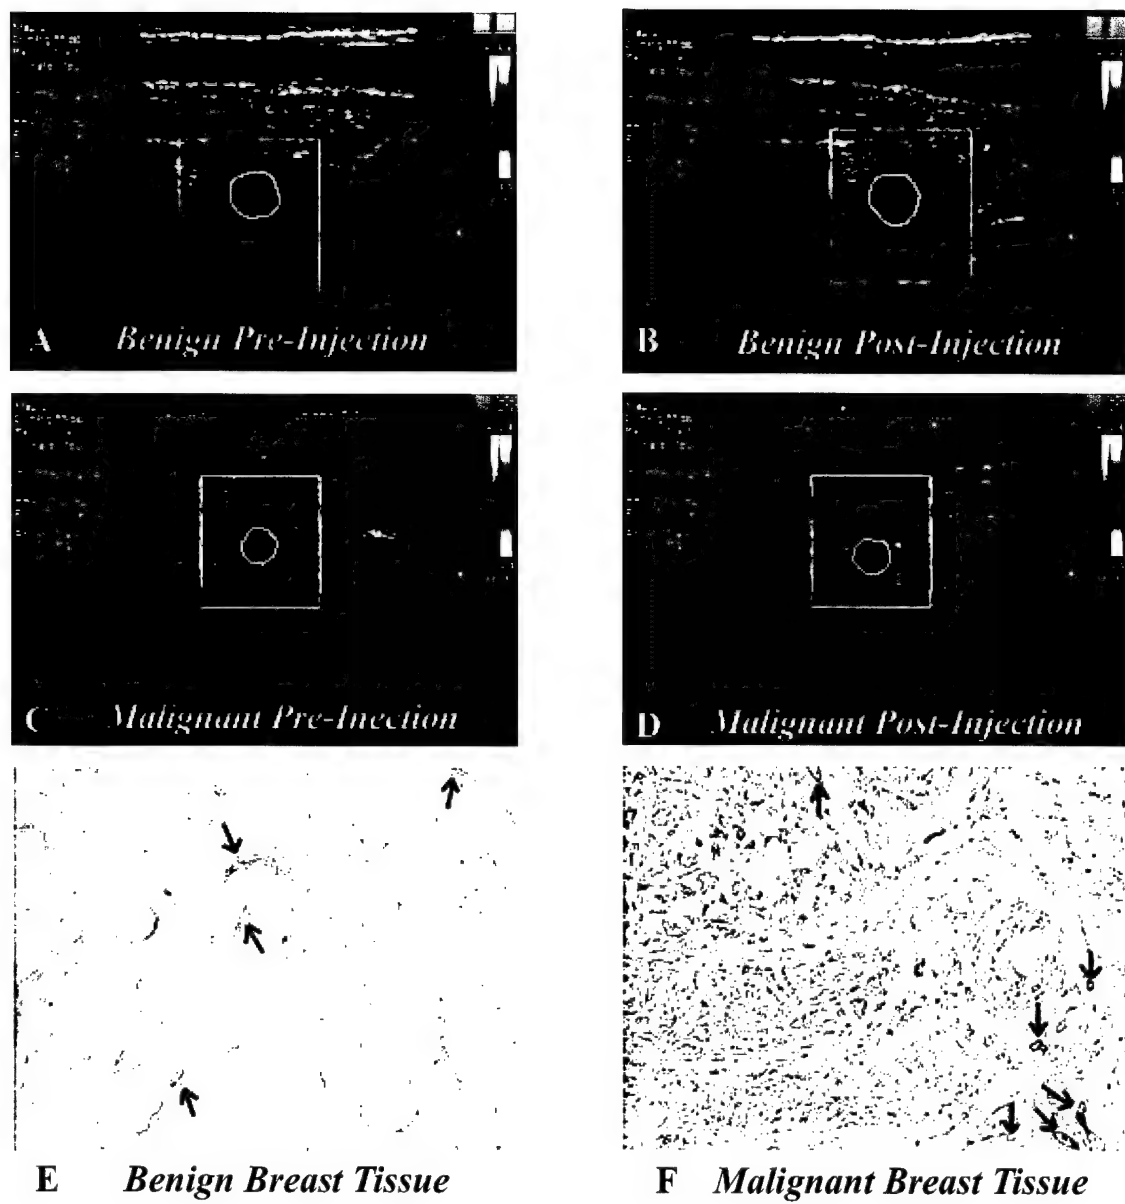 A Benign Pre-Injection
B Benign Post-Injection
C Malignant Pre-Inection
D Malignant Post-Injection
E Benign Breast Tissue
F Malignant Breast Tissue